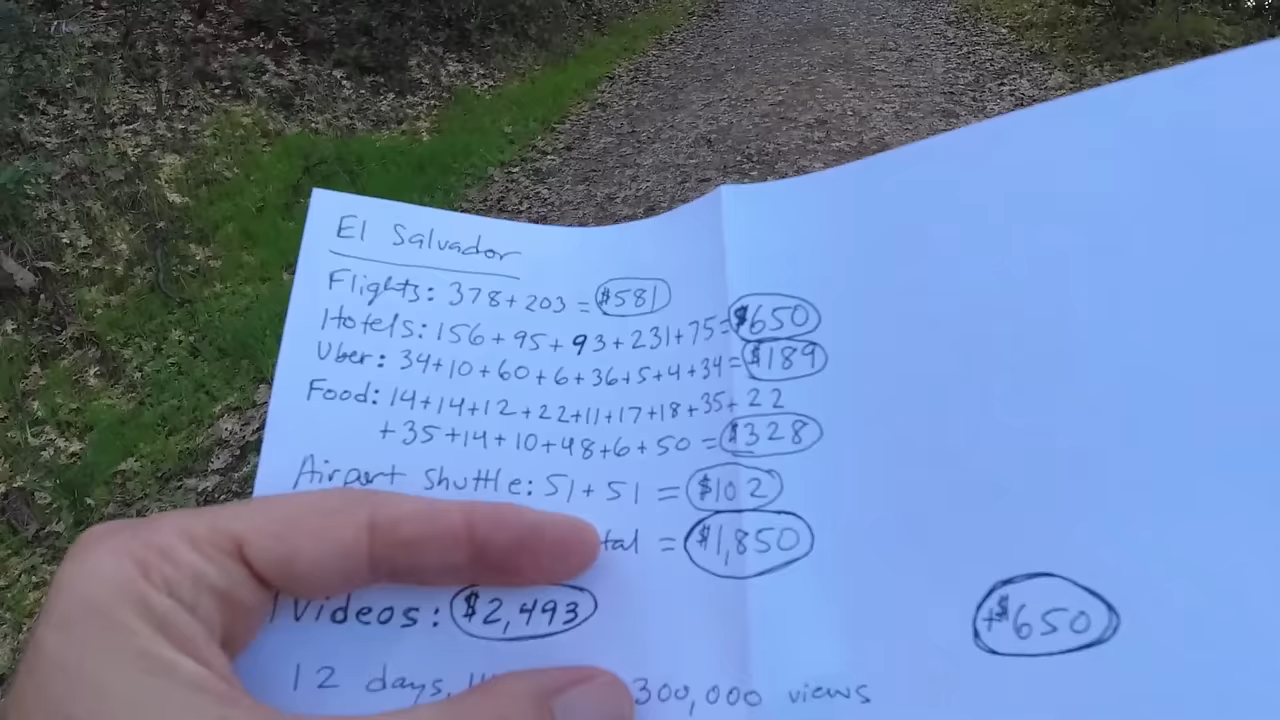 El Salvador
Flights: 378+203 = $581
Hotels: 156+95+93+231+75= $650
Uber: 34+10+60+6+36+5+4+34= $189
Food: 14+14+12+22+11+17+18+35+22
+35+14+10+48+6+50 = $328
Airport shuttle: 51+51 = $102
= $1,850
Videos: $2,493
+$650
12 days, 300,000 views